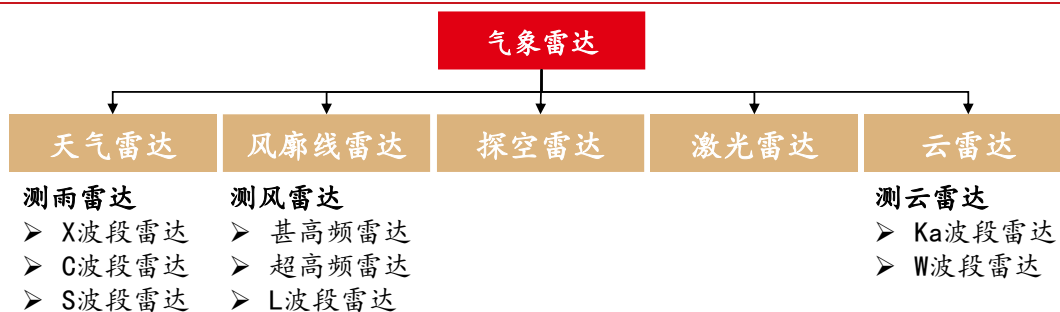 气象雷达
天气雷达
风廓线雷达
探空雷达
激光雷达
云雷达
测雨雷达
➢ X波段雷达
➢ C波段雷达
➢ S波段雷达
测风雷达
➢ 甚高频雷达
➢ 超高频雷达
➢ L波段雷达
测云雷达
➢ Ka波段雷达
➢ W波段雷达